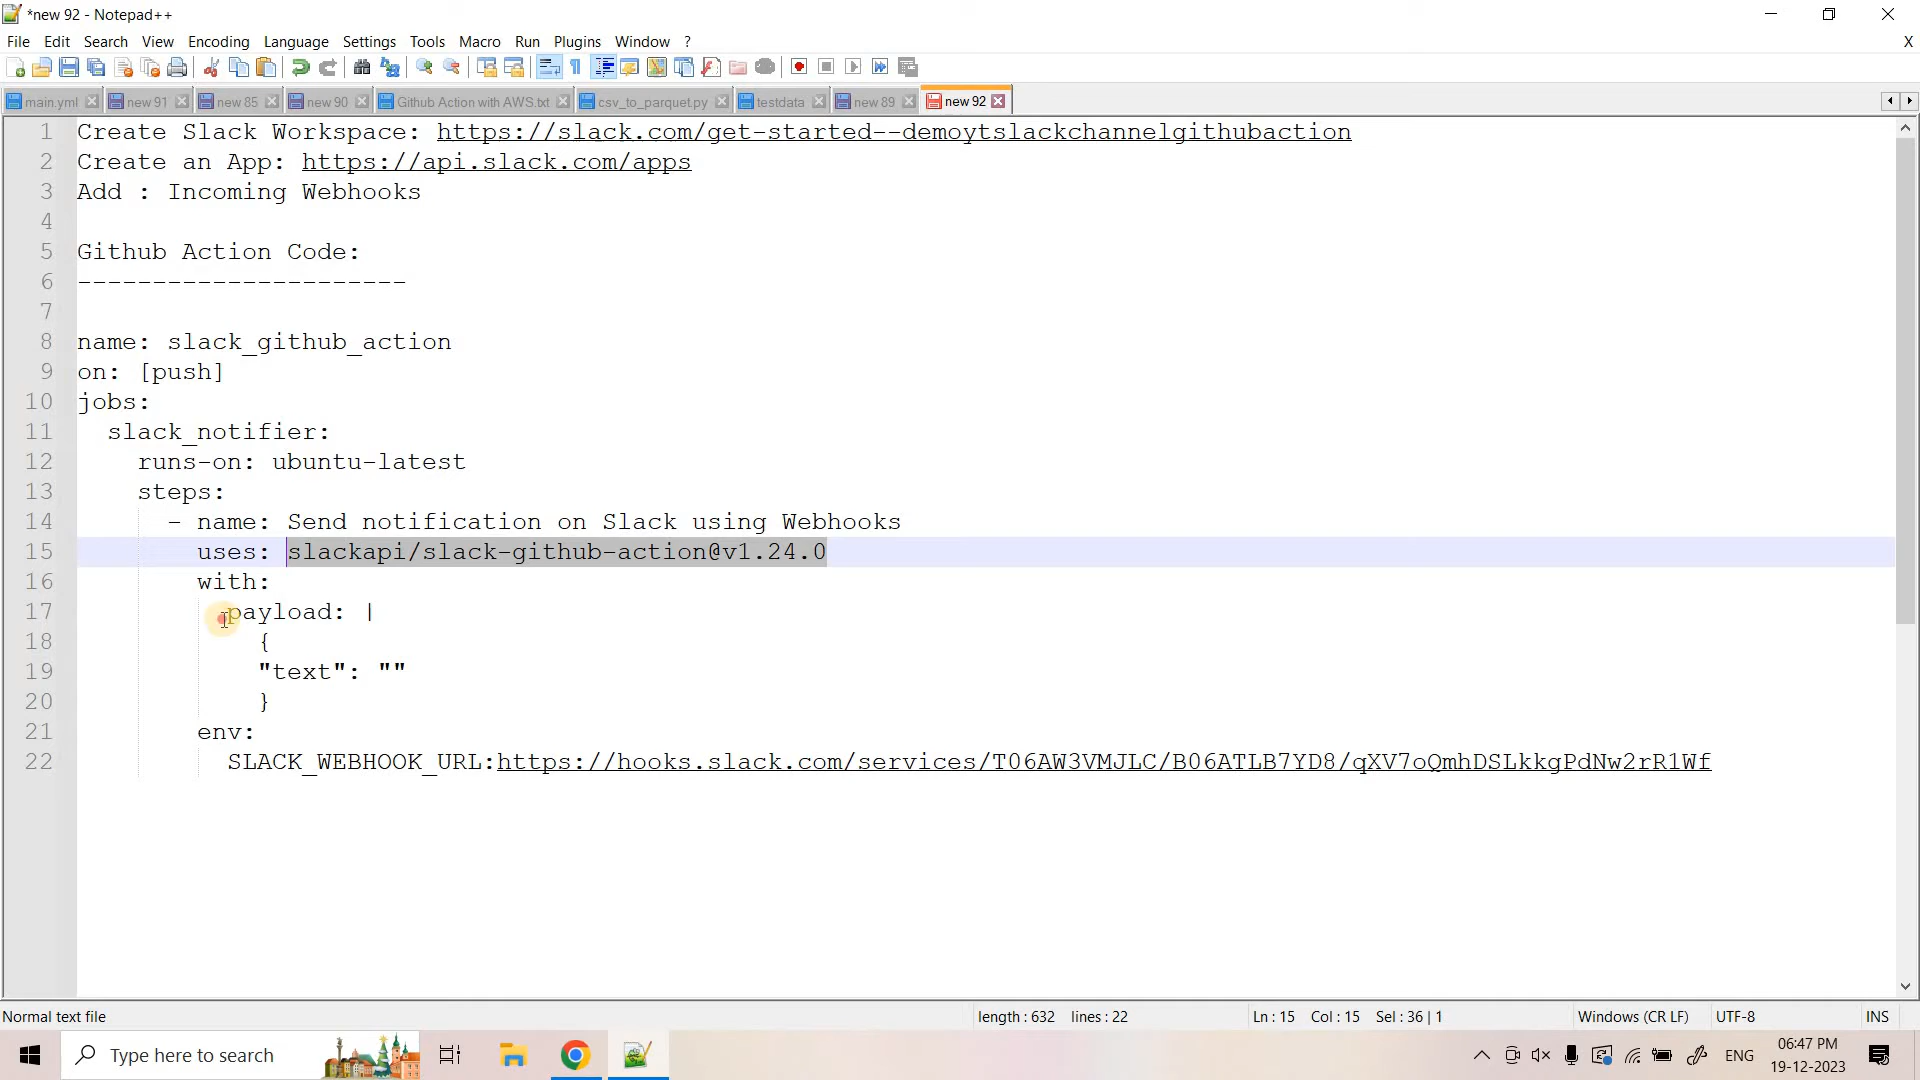 *new 92 - Notepad++
File Edit Search View Encoding Language Settings Tools Macro Run Plugins Window ? X
main.yml new 91 new 85 new 90 Github Action with AWS.txt csv_to_parquet.py testdata new 89 new 92
1 Create Slack Workspace: https://slack.com/get-started--demoytslackchannelgithubaction
2 Create an App: https://api.slack.com/apps
3 Add : Incoming Webhooks
4
5 Github Action Code:
6 ----------------------
7
8 name: slack_github_action
9 on: [push]
10 jobs:
11 slack_notifier:
12 runs-on: ubuntu-latest
13 steps:
14 - name: Send notification on Slack using Webhooks
15 uses: slackapi/slack-github-action@v1.24.0
16 with:
17 payload: |
18 {
19 "text": ""
20 }
21 env:
22 SLACK_WEBHOOK_URL:https://hooks.slack.com/services/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
Normal text file length : 632 lines : 22 Ln : 15 Col : 15 Sel : 36 | 1 Windows (CR LF) UTF-8 INS
Type here to search ENG 06:47 PM
19-12-2023